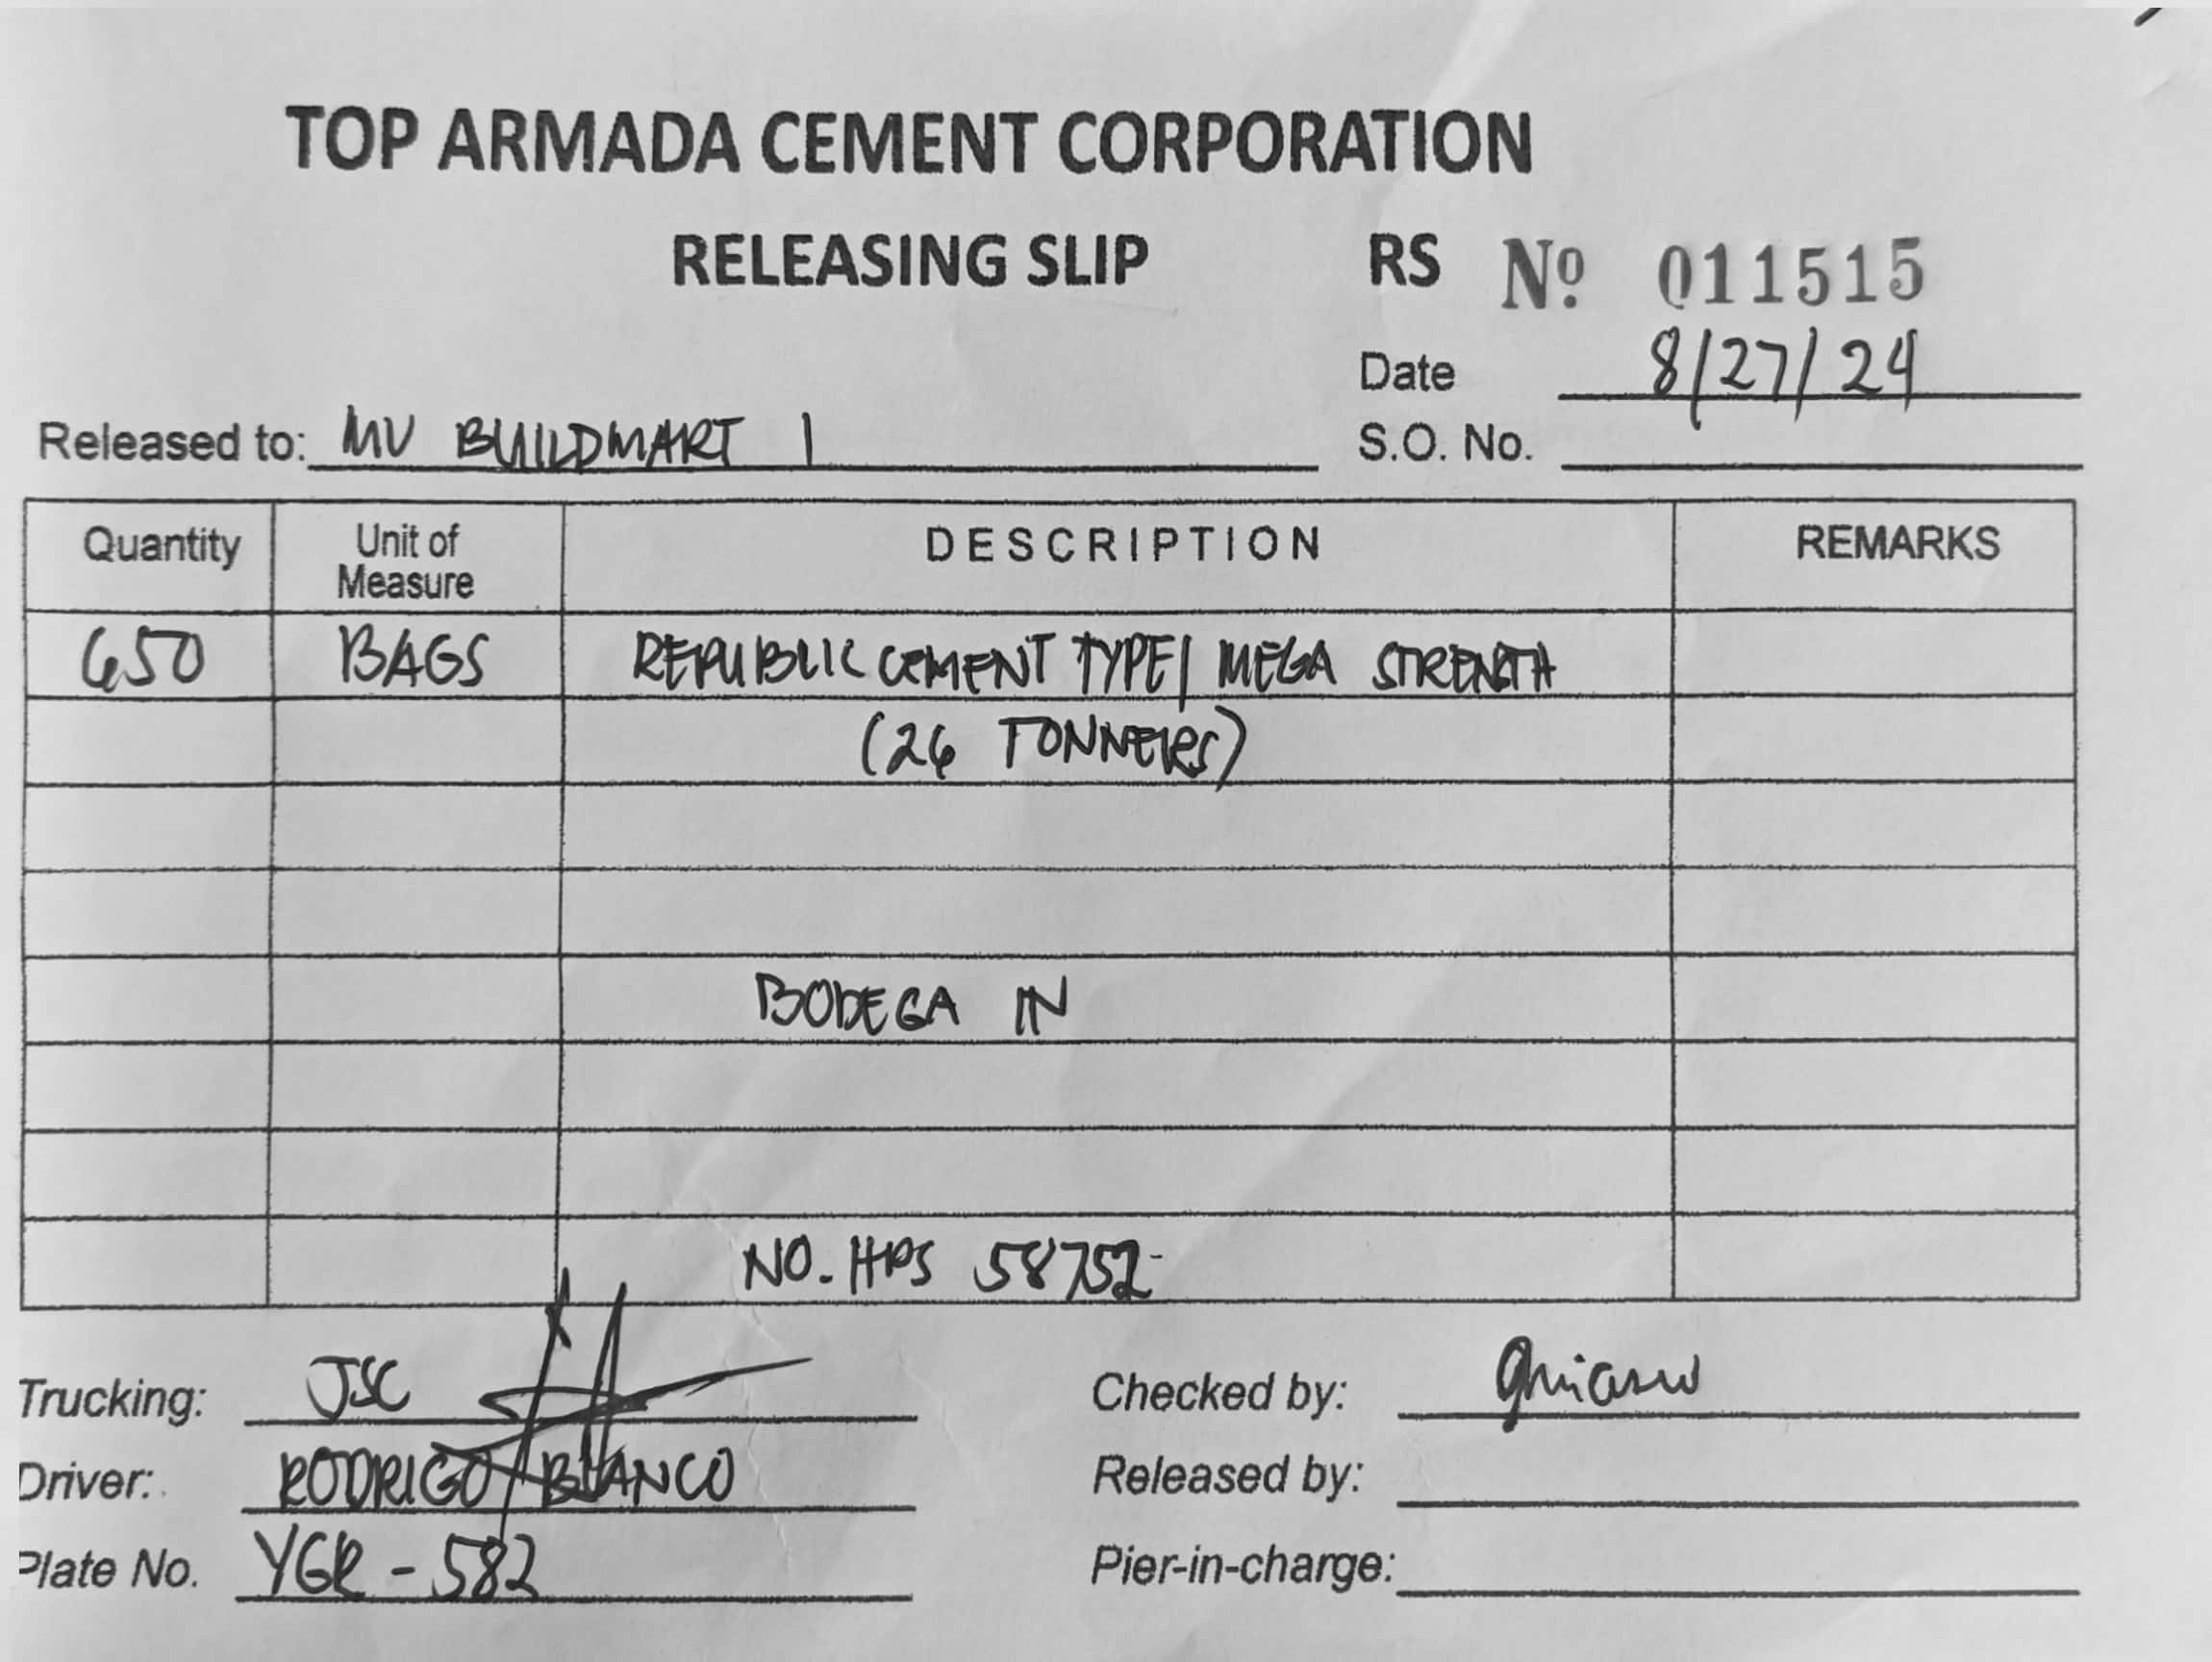 TOP ARMADA CEMENT CORPORATION
RELEASING SLIP RS Nº 011515
Date 8/27/24
Released to: MV BUILDMART 1 S.O. No.
Quantity Unit of Measure DESCRIPTION REMARKS
650 BAGS REPUBLIC CEMENT TYPE 1 MEGA STRENGTH
(26 TONNERS)
BODEGA IN
NO. HPS 58752
Trucking: JSC Checked by:
Driver: RODRIGO BLANCO Released by:
Plate No. YGR - 582 Pier-in-charge: